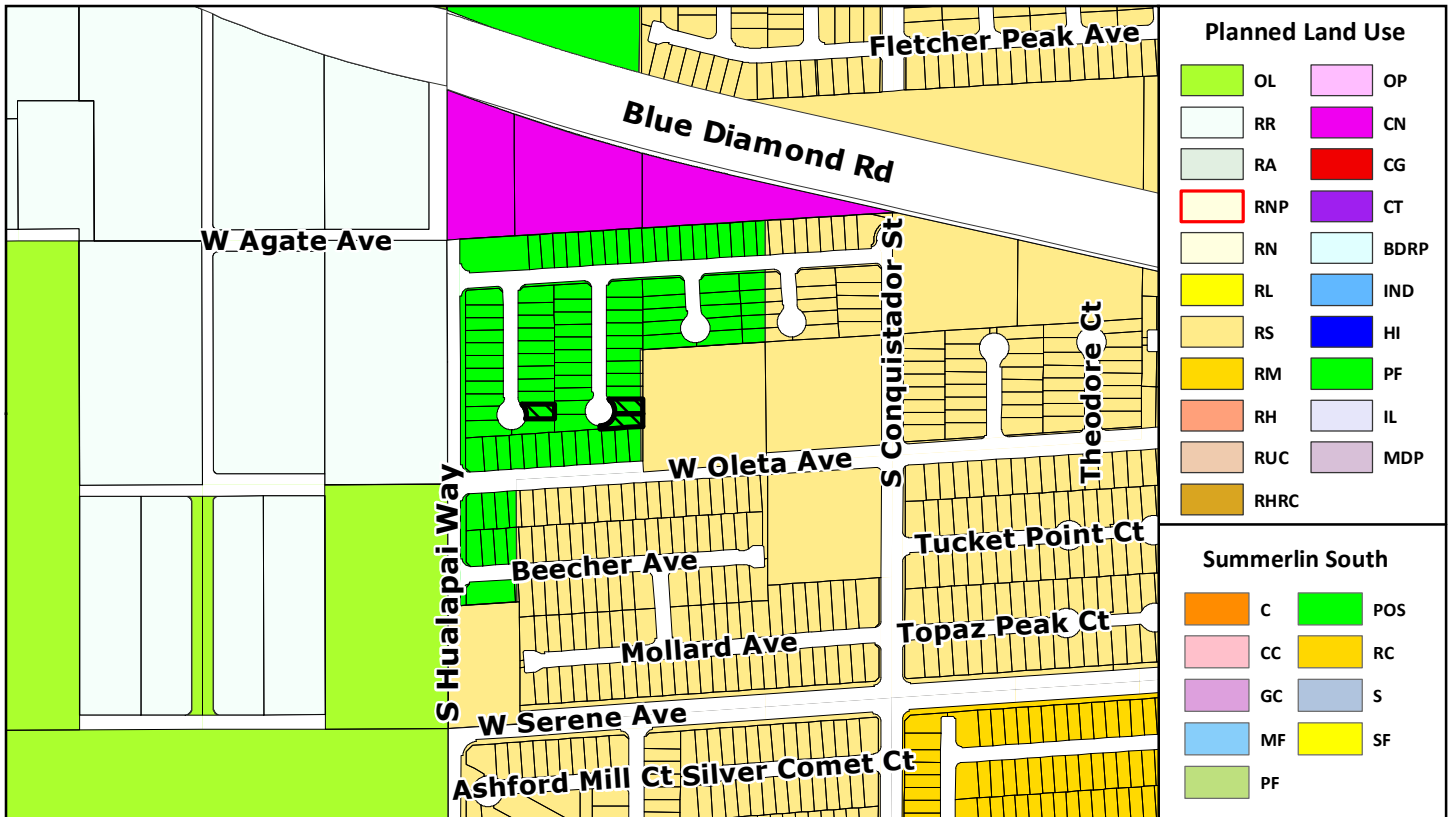 Fletcher Peak Ave
Blue Diamond Rd
W Agate Ave
S Conquistador St
Theodore Ct
W Oleta Ave
S Hualapai Way
Tucket Point Ct
Beecher Ave
Topaz Peak Ct
Mollard Ave
W Serene Ave
Ashford Mill Ct
Silver Comet Ct
Planned Land Use
OL
OP
RR
CN
RA
CG
RNP
CT
RN
BDRP
RL
IND
RS
HI
RM
PF
RH
IL
RUC
MDP
RHRC
Summerlin South
C
POS
CC
RC
GC
S
MF
SF
PF